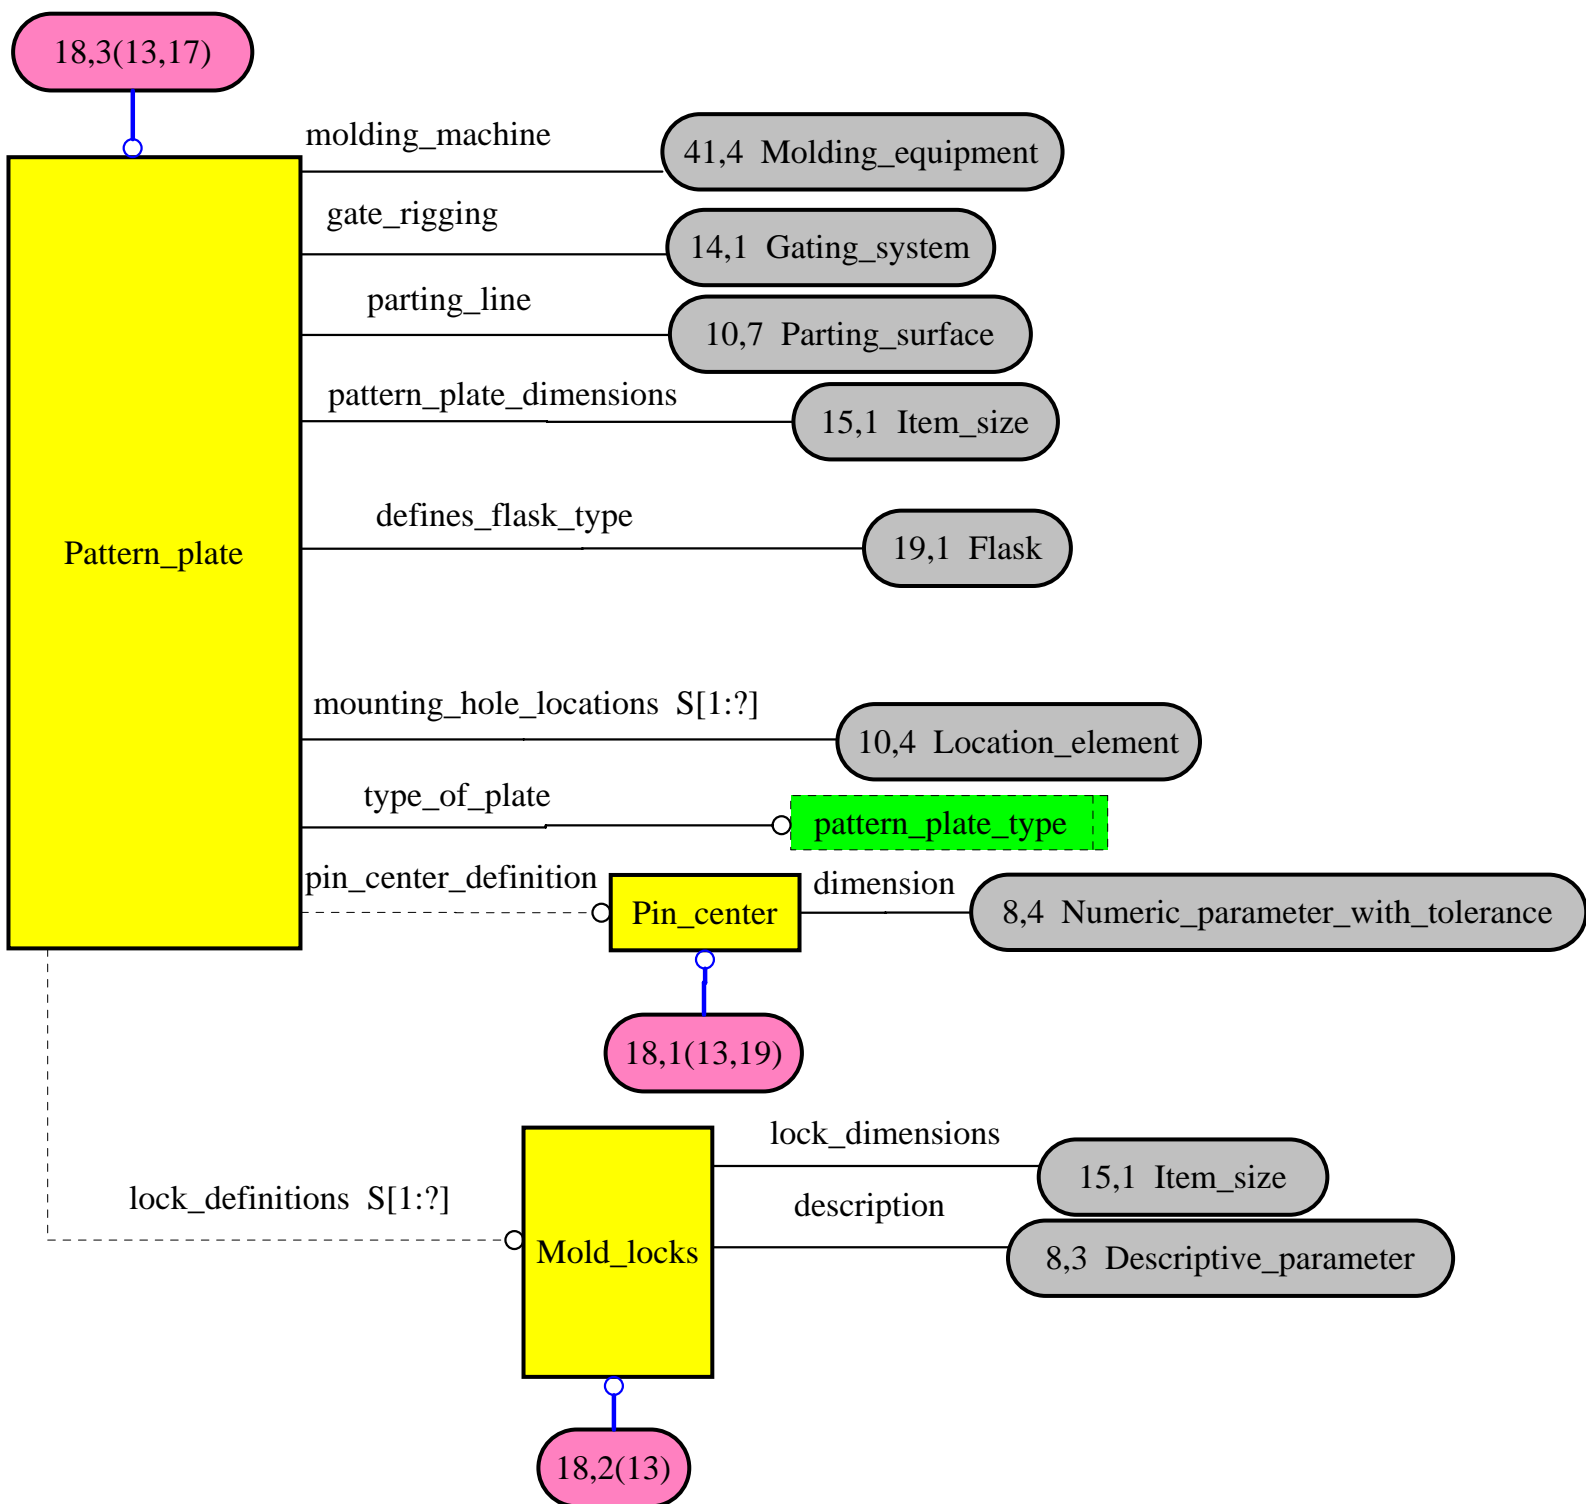 18,3(13,17)
molding_machine
41,4 Molding_equipment
gate_rigging
14,1 Gating_system
parting_line
10,7 Parting_surface
pattern_plate_dimensions
15,1 Item_size
defines_flask_type
19,1 Flask
Pattern_plate
mounting_hole_locations S[1:?]
10,4 Location_element
type_of_plate
pattern_plate_type
pin_center_definition
Pin_center
dimension
8,4 Numeric_parameter_with_tolerance
18,1(13,19)
lock_dimensions
15,1 Item_size
lock_definitions S[1:?]
description
Mold_locks
8,3 Descriptive_parameter
18,2(13)